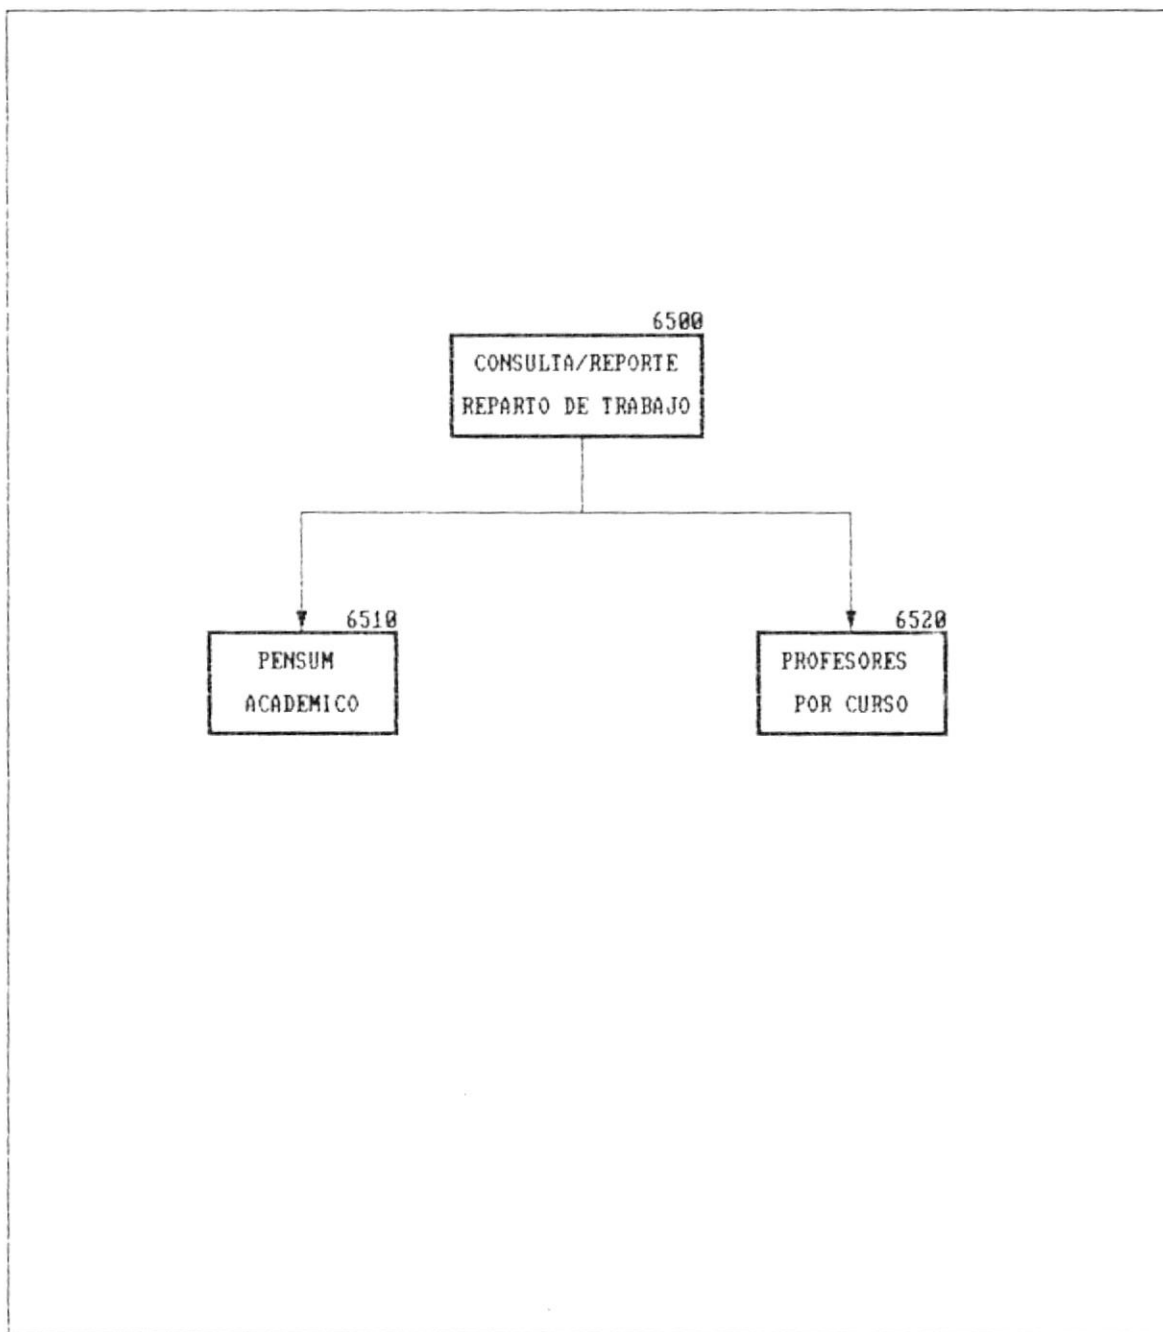 6500
CONSULTA/REPORTE
REPARTO DE TRABAJO
6510
PENSUM
ACADEMICO
6520
PROFESORES
POR CURSO